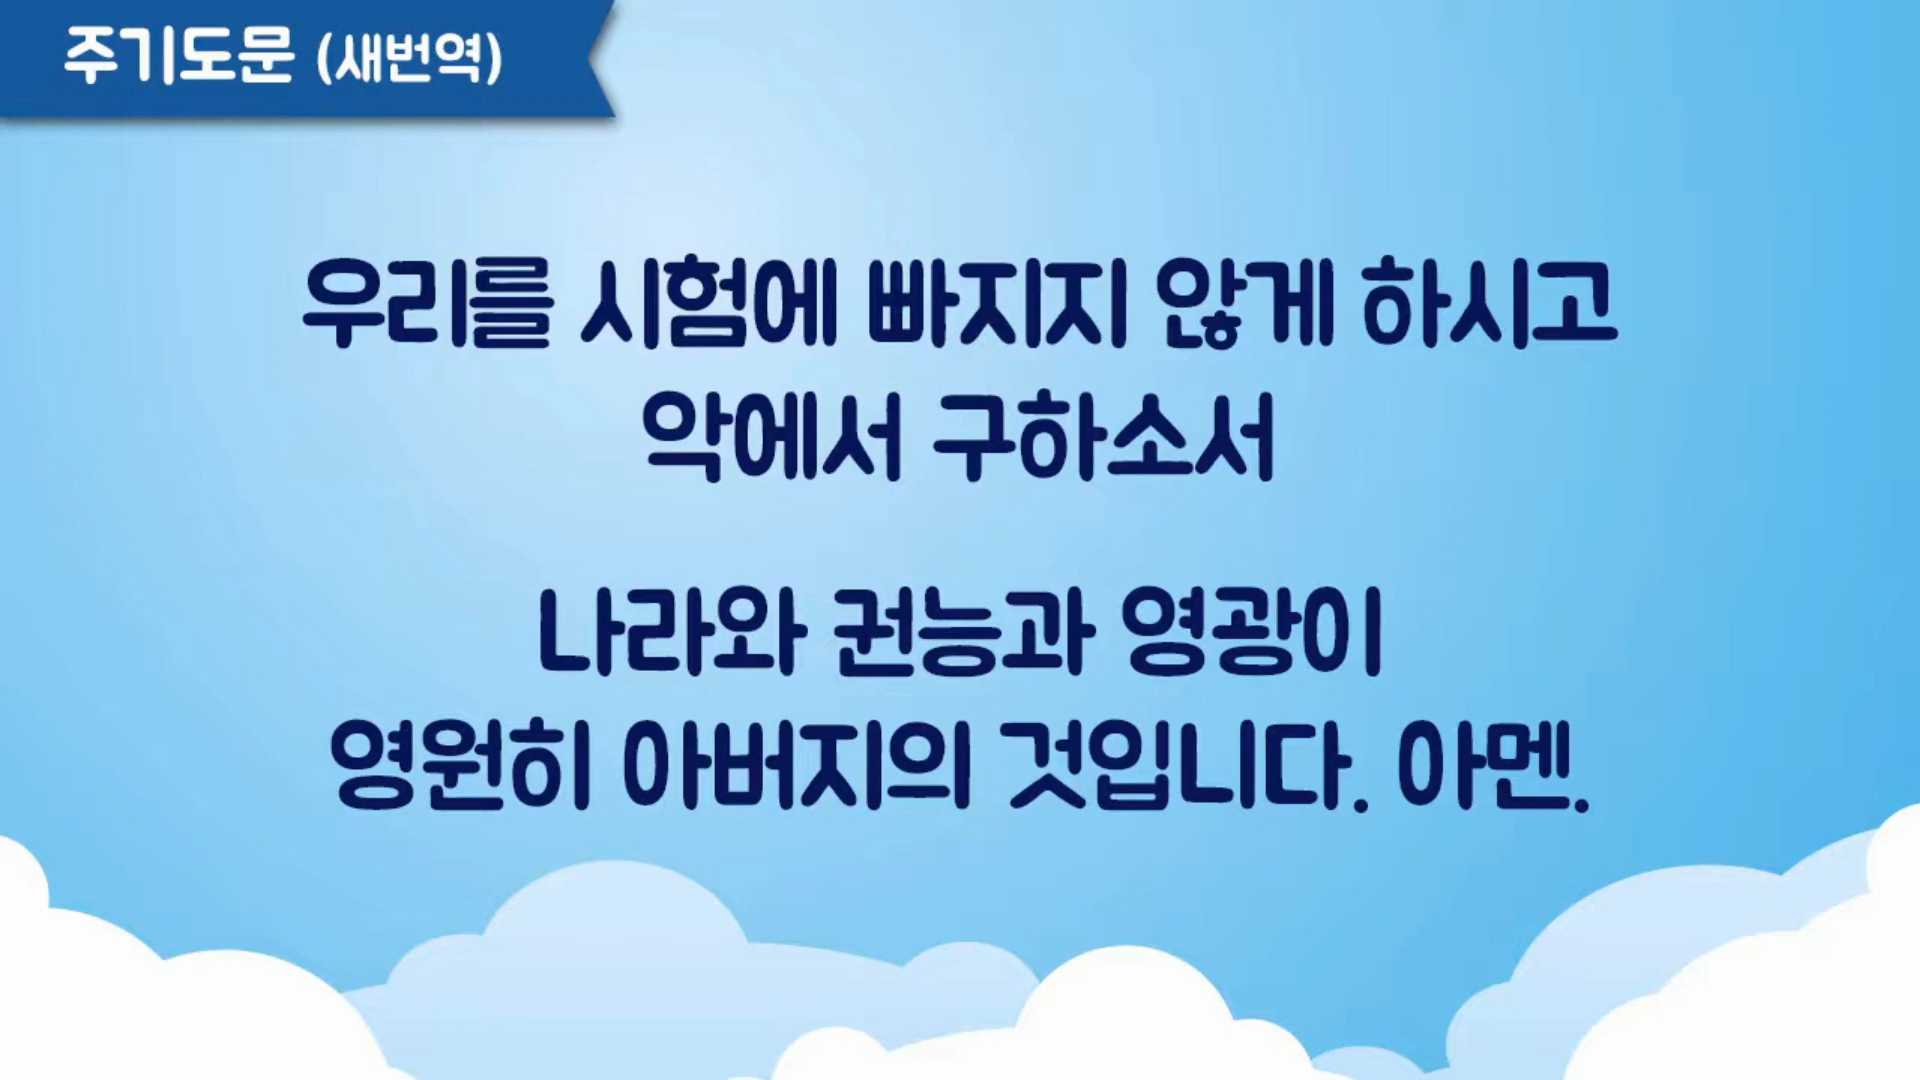 주기도문 (새번역)
우리를 시험에 빠지지 않게 하시고
악에서 구하소서
나라와 권능과 영광이
영원히 아버지의 것입니다. 아멘.